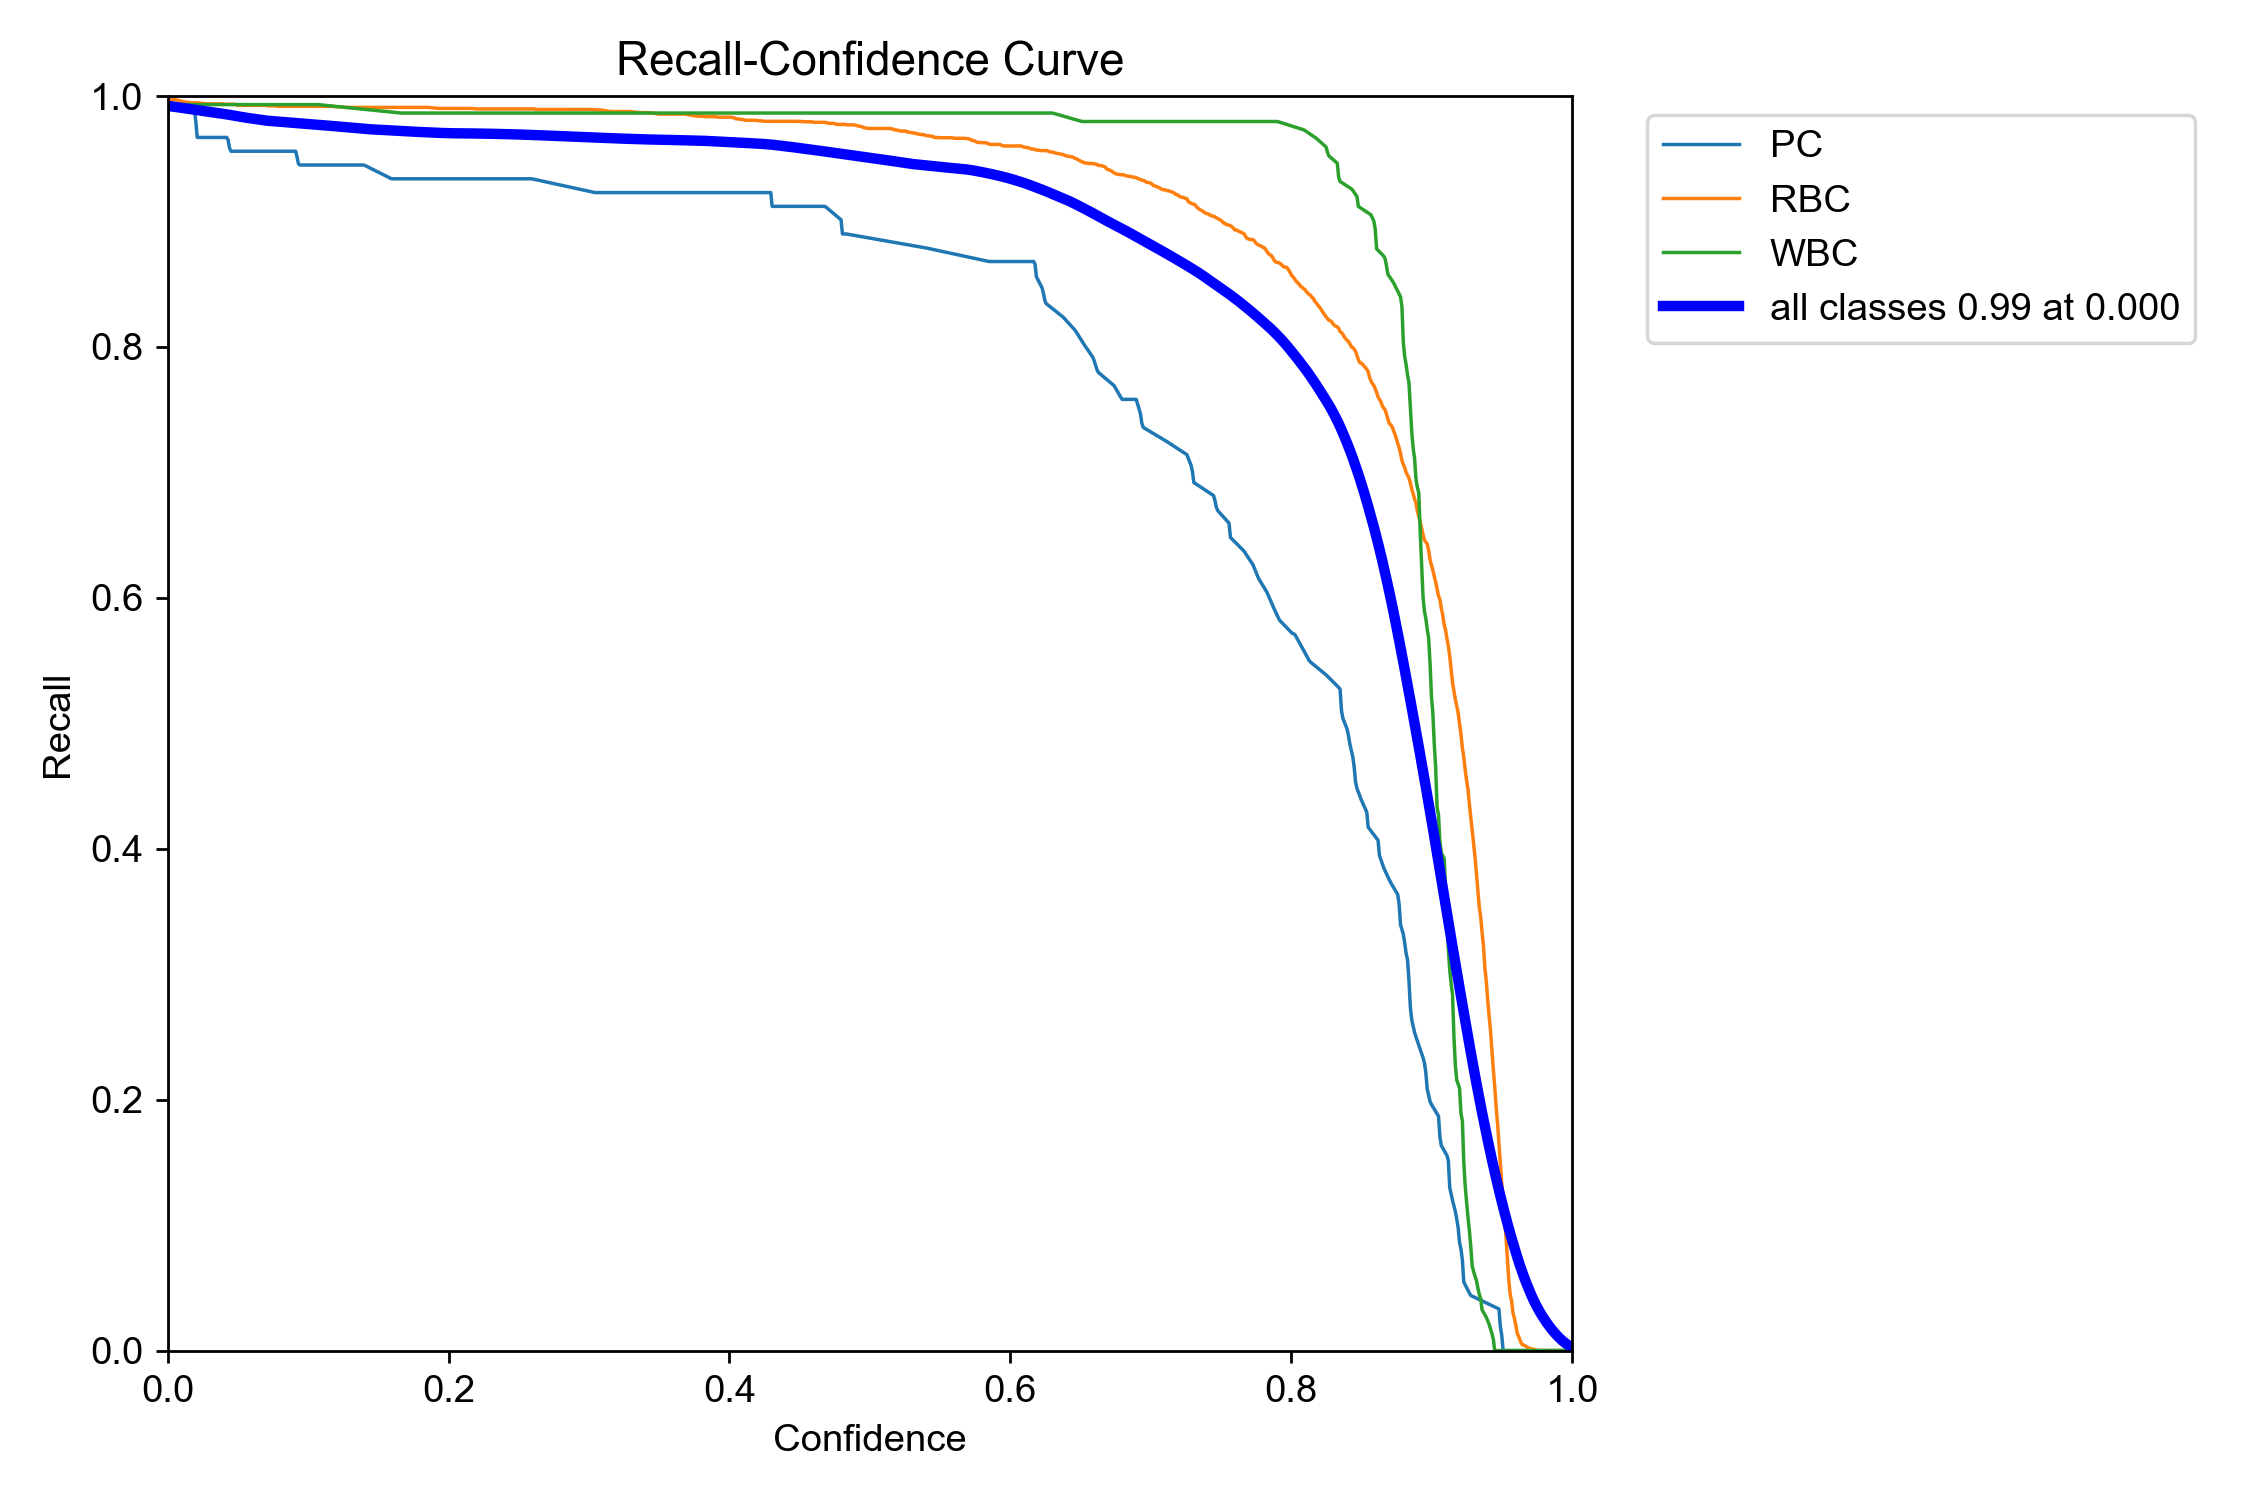 Recall-Confidence Curve
1.0
0.8
0.6
0.4
0.2
0.0
Recall
0.0 0.2 0.4 0.6 0.8 1.0
Confidence
PC
RBC
WBC
all classes 0.99 at 0.000